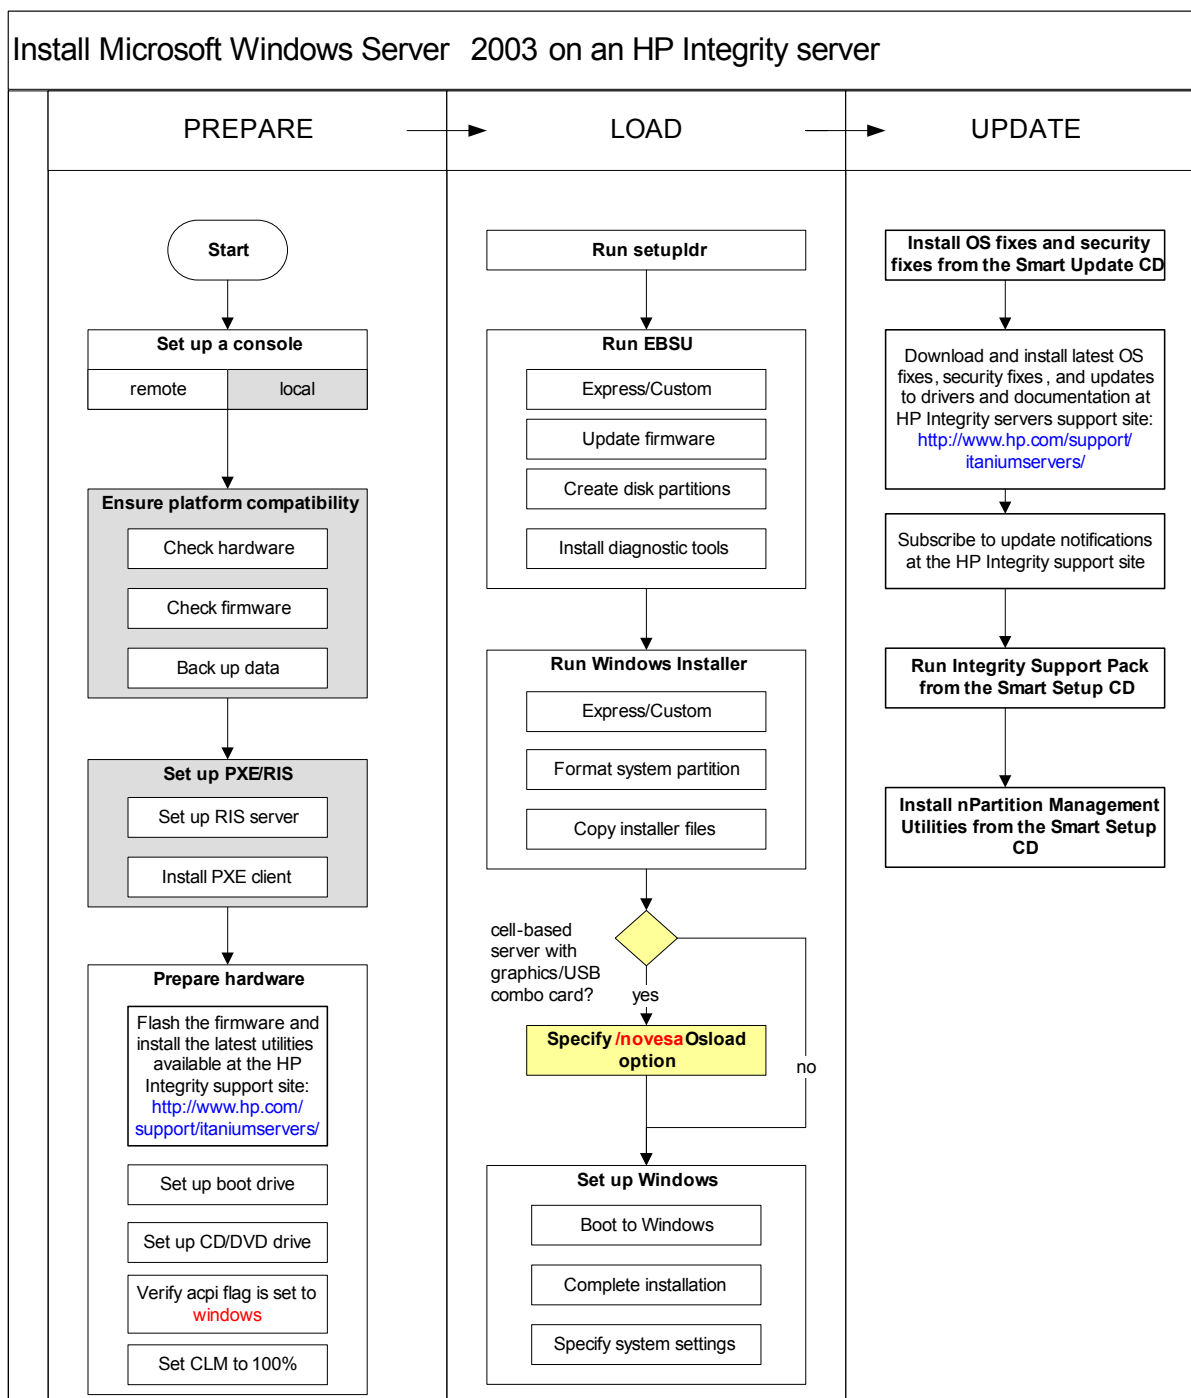 Install Microsoft Windows Server 2003 on an HP Integrity server
PREPARE
LOAD
UPDATE
Start
Set up a console
remote
local
Ensure platform compatibility
Check hardware
Check firmware
Back up data
Set up PXE/RIS
Set up RIS server
Install PXE client
Prepare hardware
Flash the firmware and
install the latest utilities
available at the HP
Integrity support site:
http://www.hp.com/
support/itaniumservers/
Set up boot drive
Set up CD/DVD drive
Verify acpi flag is set to
windows
Set CLM to 100%
Run setupldr
Run EBSU
Express/Custom
Update firmware
Create disk partitions
Install diagnostic tools
Run Windows Installer
Express/Custom
Format system partition
Copy installer files
cell-based
server with
graphics/USB
combo card?
yes
no
Specify /novesa Osload
option
Set up Windows
Boot to Windows
Complete installation
Specify system settings
Install OS fixes and security
fixes from the Smart Update CD
Download and install latest OS
fixes, security fixes, and updates
to drivers and documentation at
HP Integrity servers support site:
http://www.hp.com/support/
itaniumservers/
Subscribe to update notifications
at the HP Integrity support site
Run Integrity Support Pack
from the Smart Setup CD
Install nPartition Management
Utilities from the Smart Setup
CD